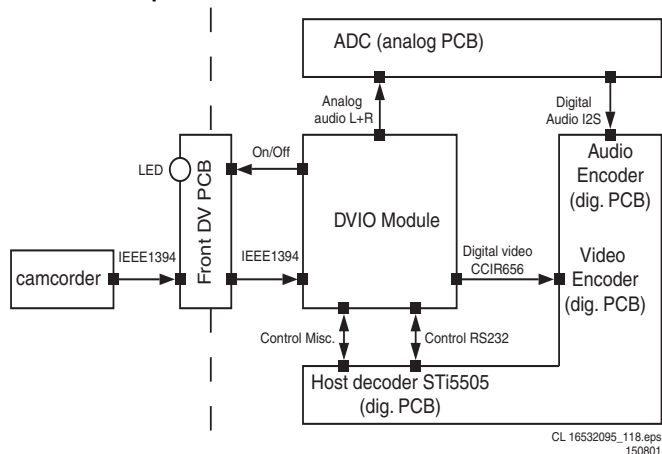 ADC (analog PCB)
Analog
audio L+R
Digital
Audio I2S
LED
Front DV PCB
On/Off
DVIO Module
Audio
Encoder
(dig. PCB)
camcorder
IEEE1394
IEEE1394
Digital video
CCIR656
Video
Encoder
(dig. PCB)
Control Misc.
Control RS232
Host decoder STi5505
(dig. PCB)
CL 16532095_118.eps
150801